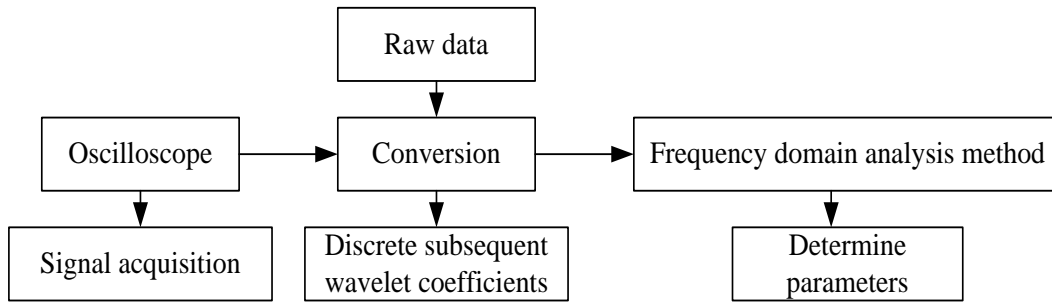 Raw data
Oscilloscope
Conversion
Frequency domain analysis method
Signal acquisition
Discrete subsequent
wavelet coefficients
Determine
parameters